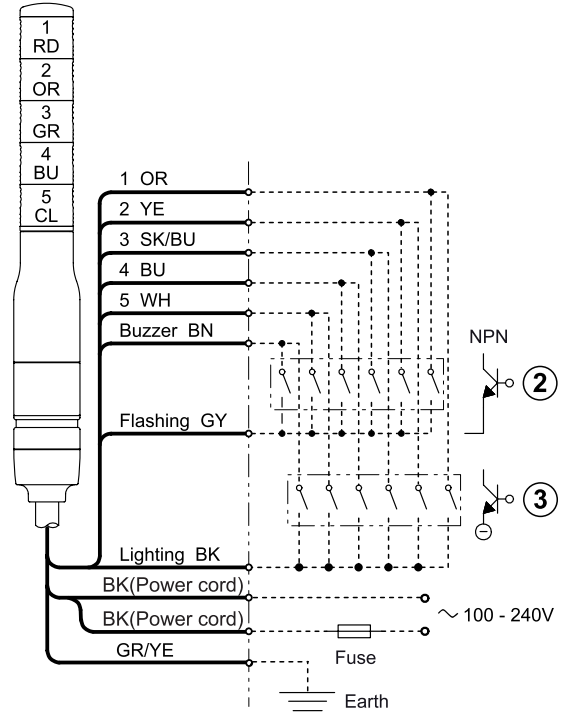 1
RD
2
OR
3
GR
4
BU
5
CL
1 OR
2 YE
3 SK/BU
4 BU
5 WH
Buzzer BN
NPN
2
Flashing GY
3
Lighting BK
BK(Power cord)
BK(Power cord)
~ 100 - 240V
Fuse
GR/YE
Earth